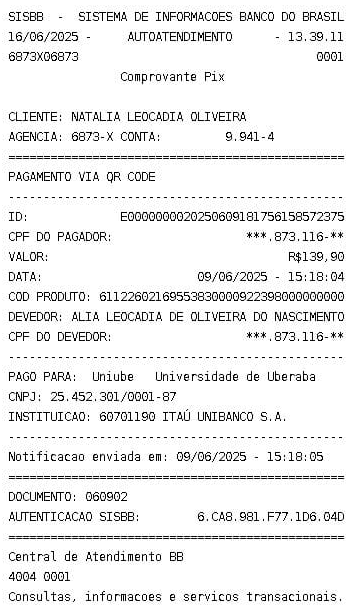 SISBB - SISTEMA DE INFORMACOES BANCO DO BRASIL
16/06/2025 - AUTOATENDIMENTO - 13.39.11
6873X06873 0001
Comprovante Pix
CLIENTE: NATALIA LEOCADIA OLIVEIRA
AGENCIA: 6873-X CONTA: 9.941-4
================================================
PAGAMENTO VIA QR CODE
------------------------------------------------
ID: E00000000202506091817561585723​75
CPF DO PAGADOR: ***.873.116-**
VALOR: R$139,90
DATA: 09/06/2025 - 15:18:04
COD PRODUTO: 61122602169553830000922398000000000
DEVEDOR: ALIA LEOCADIA DE OLIVEIRA DO NASCIMENTO
CPF DO DEVEDOR: ***.873.116-**
------------------------------------------------
PAGO PARA: Uniube Universidade de Uberaba
CNPJ: 25.452.301/0001-87
INSTITUICAO: 60701190 ITAÚ UNIBANCO S.A.
------------------------------------------------
Notificacao enviada em: 09/06/2025 - 15:18:05
================================================
DOCUMENTO: 060902
AUTENTICACAO SISBB: 6.CA8.981.F77.1D6.04D
================================================
Central de Atendimento BB
4004 0001
Consultas, informacoes e servicos transacionais.